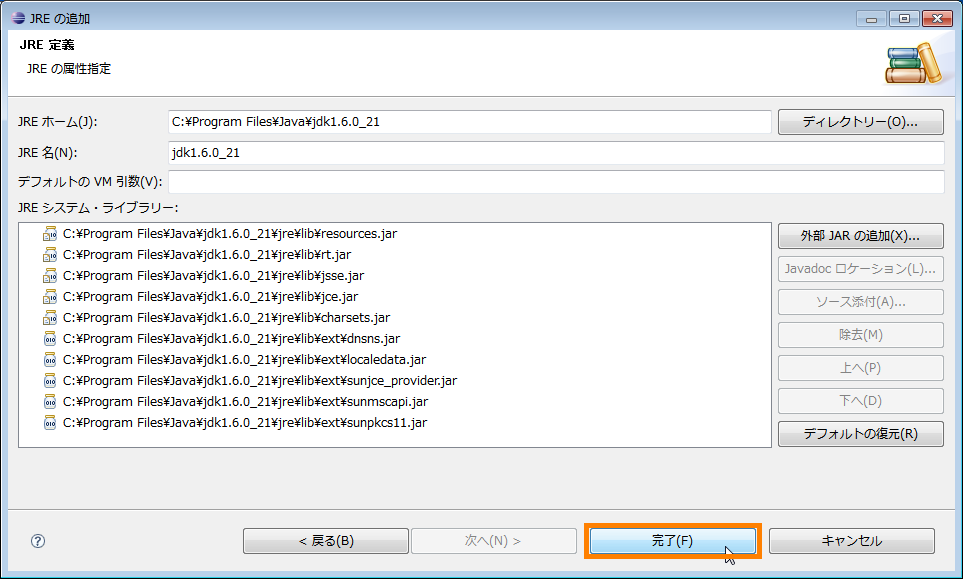 JRE の追加
JRE 定義
JRE の属性指定
JRE ホーム(J): C:¥Program Files¥Java¥jdk1.6.0_21 ディレクトリー(O)...
JRE 名(N): jdk1.6.0_21
デフォルトの VM 引数(V):
JRE システム・ライブラリー:
C:¥Program Files¥Java¥jdk1.6.0_21¥jre¥lib¥resources.jar
C:¥Program Files¥Java¥jdk1.6.0_21¥jre¥lib¥rt.jar
C:¥Program Files¥Java¥jdk1.6.0_21¥jre¥lib¥jsse.jar
C:¥Program Files¥Java¥jdk1.6.0_21¥jre¥lib¥jce.jar
C:¥Program Files¥Java¥jdk1.6.0_21¥jre¥lib¥charsets.jar
C:¥Program Files¥Java¥jdk1.6.0_21¥jre¥lib¥ext¥dnsns.jar
C:¥Program Files¥Java¥jdk1.6.0_21¥jre¥lib¥ext¥localedata.jar
C:¥Program Files¥Java¥jdk1.6.0_21¥jre¥lib¥ext¥sunjce_provider.jar
C:¥Program Files¥Java¥jdk1.6.0_21¥jre¥lib¥ext¥sunmscapi.jar
C:¥Program Files¥Java¥jdk1.6.0_21¥jre¥lib¥ext¥sunpkcs11.jar
外部 JAR の追加(X)...
Javadoc ロケーション(L)...
ソース添付(A)...
除去(M)
上へ(P)
下へ(D)
デフォルトの復元(R)
? < 戻る(B) 次へ(N) > 完了(F) キャンセル